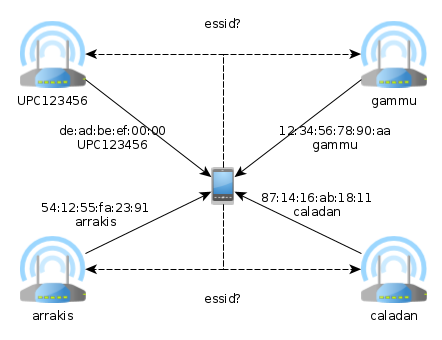 essid?
UPC123456
gammu
de:ad:be:ef:00:00
UPC123456
12:34:56:78:90:aa
gammu
54:12:55:fa:23:91
arrakis
87:14:16:ab:18:11
caladan
essid?
arrakis
caladan